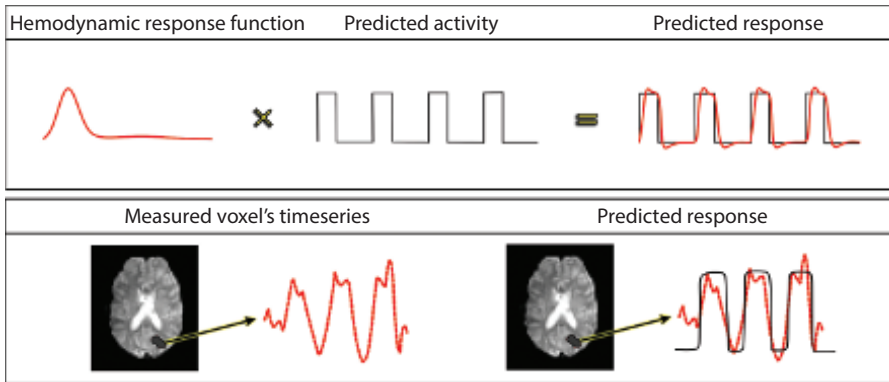 Hemodynamic response function
Predicted activity
Predicted response
Measured voxel's timeseries
Predicted response